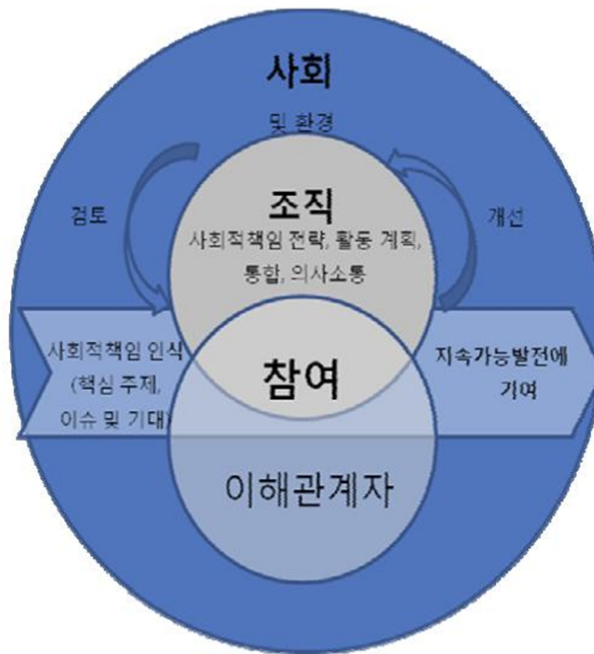 사회
및 환경
검토
개선
조직
사회적책임 전략, 활동 계획,
통합, 의사소통
사회적책임 인식
(핵심 주제,
이슈 및 기대)
참여
지속가능발전에
기여
이해관계자